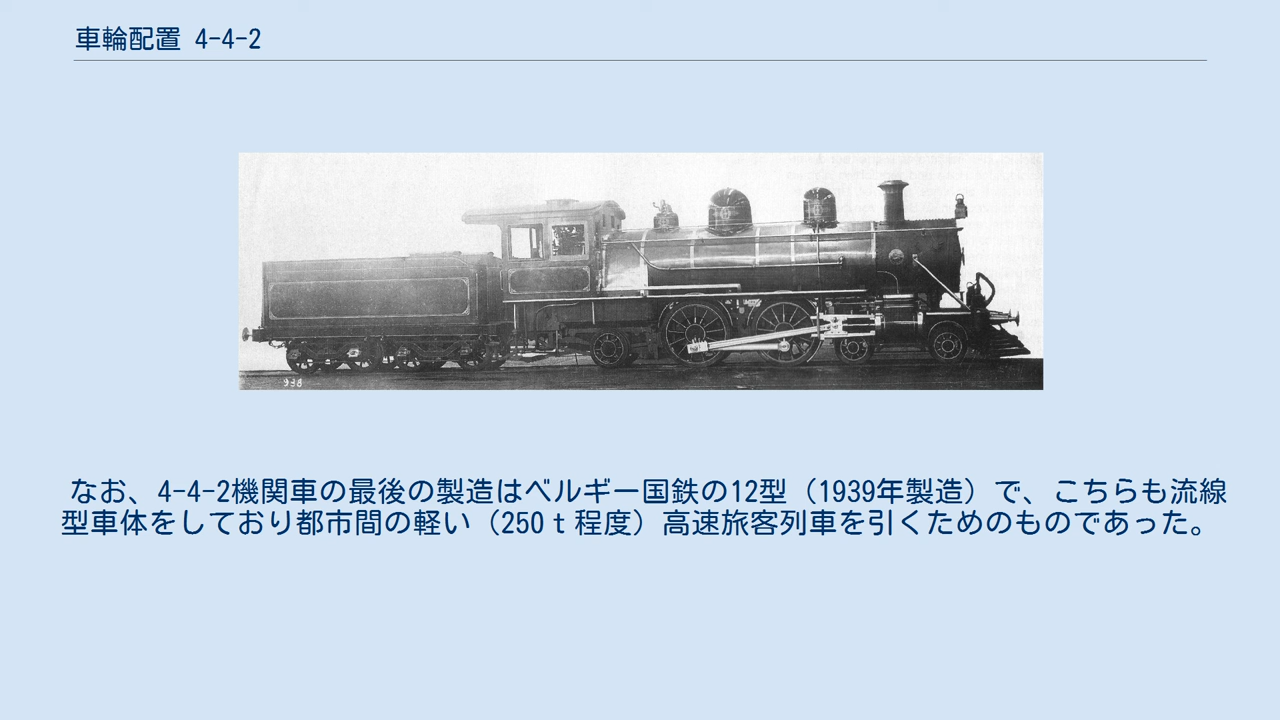 車輪配置 4-4-2
938
なお、4-4-2機関車の最後の製造はベルギー国鉄の12型（1939年製造）で、こちらも流線
型車体をしており都市間の軽い（250ｔ程度）高速旅客列車を引くためのものであった。